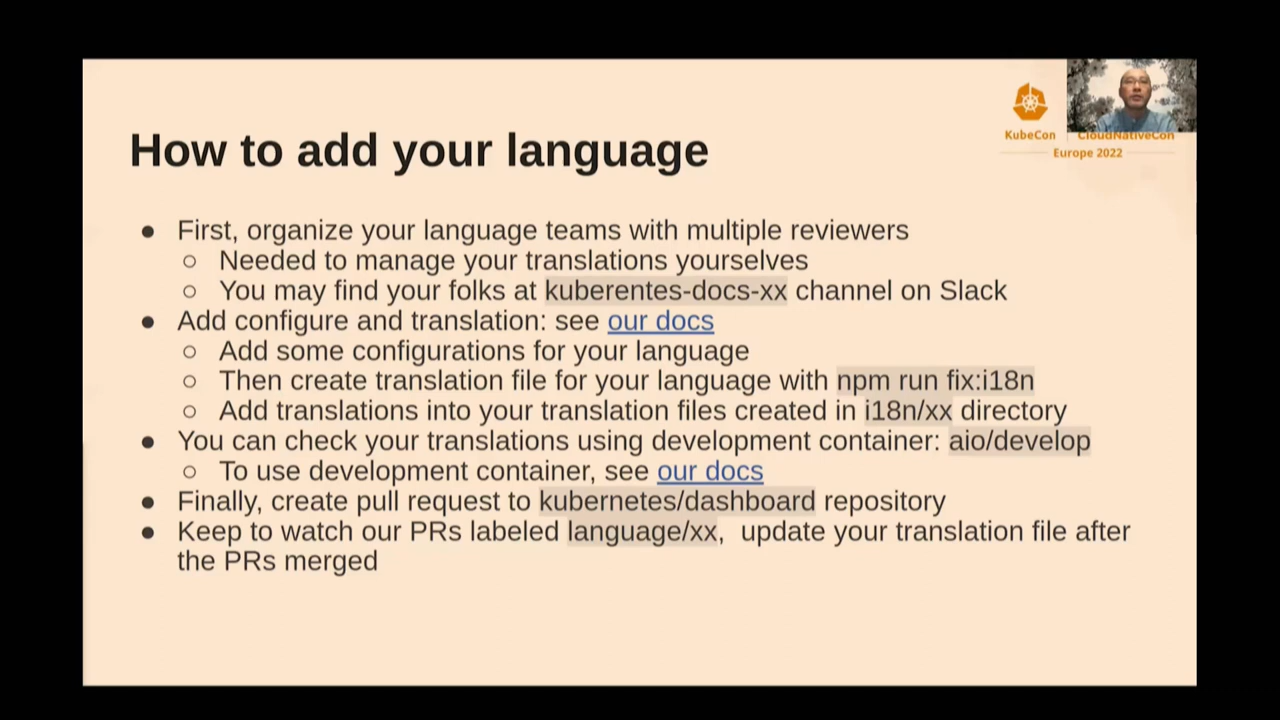 KubeCon
CloudNativeCon
Europe 2022
How to add your language
● First, organize your language teams with multiple reviewers
○ Needed to manage your translations yourselves
○ You may find your folks at kuberentes-docs-xx channel on Slack
● Add configure and translation: see our docs
○ Add some configurations for your language
○ Then create translation file for your language with npm run fix:i18n
○ Add translations into your translation files created in i18n/xx directory
● You can check your translations using development container: aio/develop
○ To use development container, see our docs
● Finally, create pull request to kubernetes/dashboard repository
● Keep to watch our PRs labeled language/xx,  update your translation file after
the PRs merged